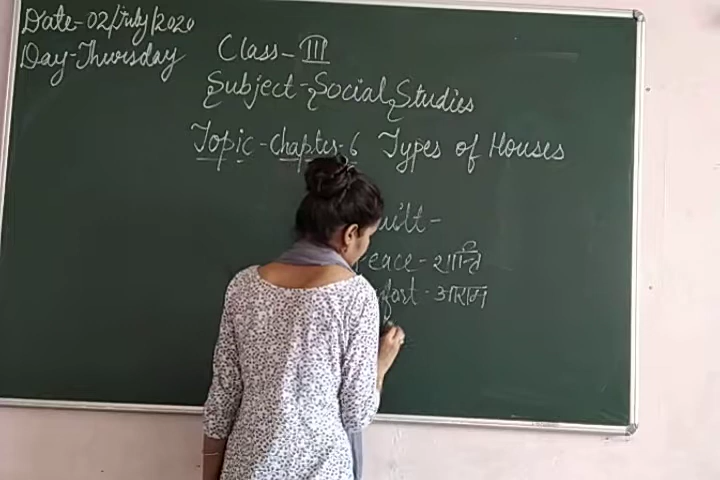 Date-02/July/2020
Day-Thursday
Class-III
Subject-Social Studies
Topic-Chapter-6 Types of Houses
शान्ति
आराम